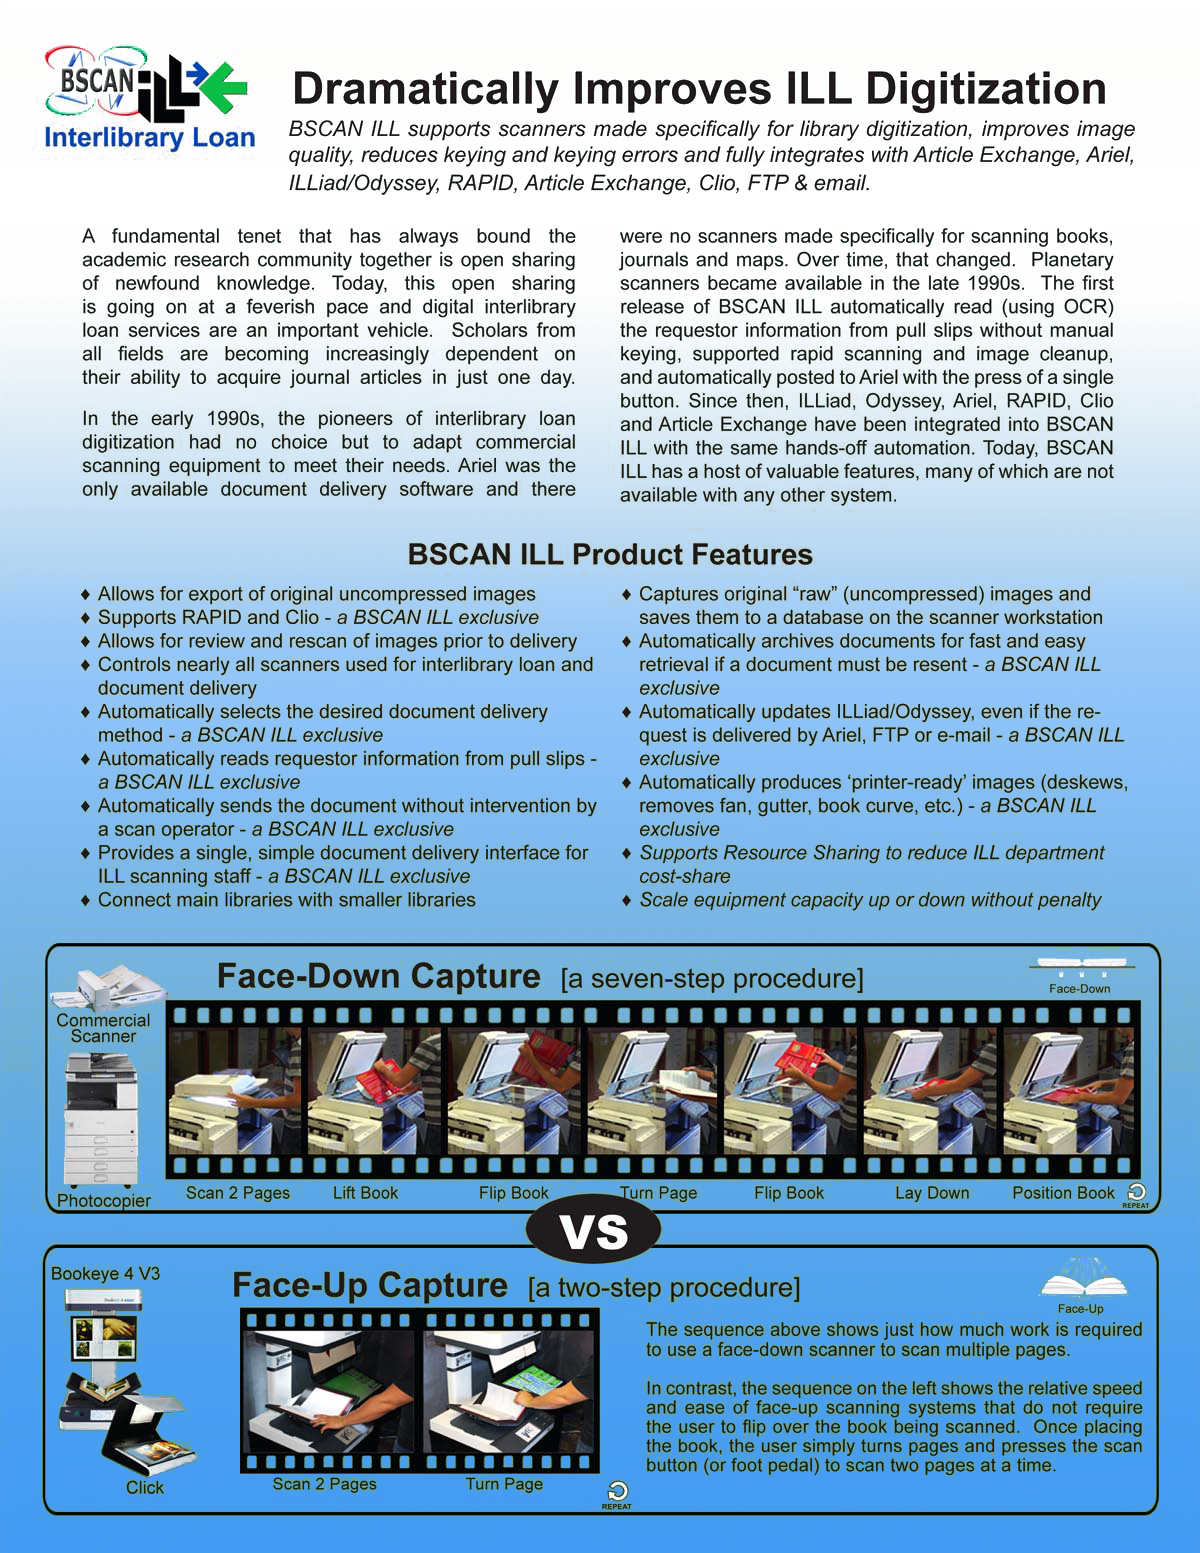 BSCAN ILL
Interlibrary Loan
Dramatically Improves ILL Digitization
BSCAN ILL supports scanners made specifically for library digitization, improves image
quality, reduces keying and keying errors and fully integrates with Article Exchange, Ariel,
ILLiad/Odyssey, RAPID, Article Exchange, Clio, FTP & email.
A fundamental tenet that has always bound the
academic research community together is open sharing
of newfound knowledge. Today, this open sharing
is going on at a feverish pace and digital interlibrary
loan services are an important vehicle. Scholars from
all fields are becoming increasingly dependent on
their ability to acquire journal articles in just one day.
In the early 1990s, the pioneers of interlibrary loan
digitization had no choice but to adapt commercial
scanning equipment to meet their needs. Ariel was the
only available document delivery software and there
were no scanners made specifically for scanning books,
journals and maps. Over time, that changed. Planetary
scanners became available in the late 1990s. The first
release of BSCAN ILL automatically read (using OCR)
the requestor information from pull slips without manual
keying, supported rapid scanning and image cleanup,
and automatically posted to Ariel with the press of a single
button. Since then, ILLiad, Odyssey, Ariel, RAPID, Clio
and Article Exchange have been integrated into BSCAN
ILL with the same hands-off automation. Today, BSCAN
ILL has a host of valuable features, many of which are not
available with any other system.
BSCAN ILL Product Features
♦ Allows for export of original uncompressed images
♦ Supports RAPID and Clio - a BSCAN ILL exclusive
♦ Allows for review and rescan of images prior to delivery
♦ Controls nearly all scanners used for interlibrary loan and
document delivery
♦ Automatically selects the desired document delivery
method - a BSCAN ILL exclusive
♦ Automatically reads requestor information from pull slips -
a BSCAN ILL exclusive
♦ Automatically sends the document without intervention by
a scan operator - a BSCAN ILL exclusive
♦ Provides a single, simple document delivery interface for
ILL scanning staff - a BSCAN ILL exclusive
♦ Connect main libraries with smaller libraries
♦ Captures original “raw” (uncompressed) images and
saves them to a database on the scanner workstation
♦ Automatically archives documents for fast and easy
retrieval if a document must be resent - a BSCAN ILL
exclusive
♦ Automatically updates ILLiad/Odyssey, even if the re-
quest is delivered by Ariel, FTP or e-mail - a BSCAN ILL
exclusive
♦ Automatically produces ‘printer-ready’ images (deskews,
removes fan, gutter, book curve, etc.) - a BSCAN ILL
exclusive
♦ Supports Resource Sharing to reduce ILL department
cost-share
♦ Scale equipment capacity up or down without penalty
Face-Down Capture [a seven-step procedure]
Face-Down
Commercial
Scanner
Photocopier
Scan 2 Pages
Lift Book
Flip Book
Turn Page
Flip Book
Lay Down
Position Book
REPEAT
VS
Bookeye 4 V3
Face-Up Capture [a two-step procedure]
Face-Up
Click
Scan 2 Pages
Turn Page
REPEAT
The sequence above shows just how much work is required
to use a face-down scanner to scan multiple pages.
In contrast, the sequence on the left shows the relative speed
and ease of face-up scanning systems that do not require
the user to flip over the book being scanned. Once placing
the book, the user simply turns pages and presses the scan
button (or foot pedal) to scan two pages at a time.